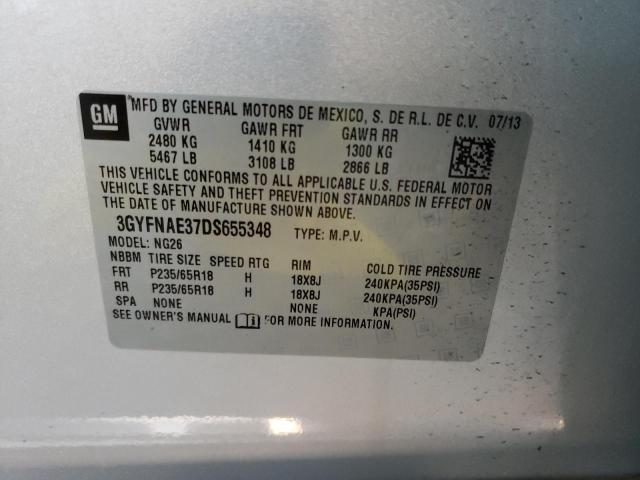 GM MFD BY GENERAL MOTORS DE MEXICO, S. DE R.L. DE C.V. 07/13
GVWR GAWR FRT GAWR RR
2480 KG 1410 KG 1300 KG
5467 LB 3108 LB 2866 LB
THIS VEHICLE CONFORMS TO ALL APPLICABLE U.S. FEDERAL MOTOR
VEHICLE SAFETY AND THEFT PREVENTION STANDARDS IN EFFECT ON
THE DATE OF MANUFACTURE SHOWN ABOVE.
3GYFNAE37DS655348 TYPE: M.P.V.
MODEL: NG26
NBBM TIRE SIZE SPEED RTG RIM COLD TIRE PRESSURE
FRT P235/65R18 H 18X8J 240KPA(35PSI)
RR P235/65R18 H 18X8J 240KPA(35PSI)
SPA NONE NONE KPA(PSI)
SEE OWNER'S MANUAL FOR MORE INFORMATION.